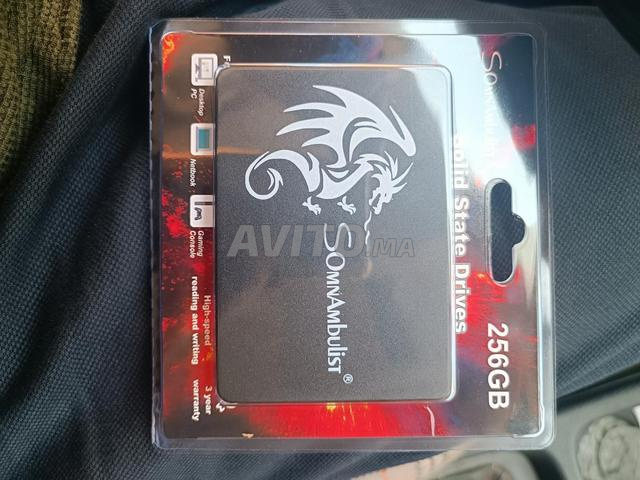 SOMNAMBULIST
Solid State Drives
256GB
SOMNAMBULIST®
Desktop
PC
Netbook
Gaming
Console
High-speed
reading and writing
3 year
warranty
AVITO.MA